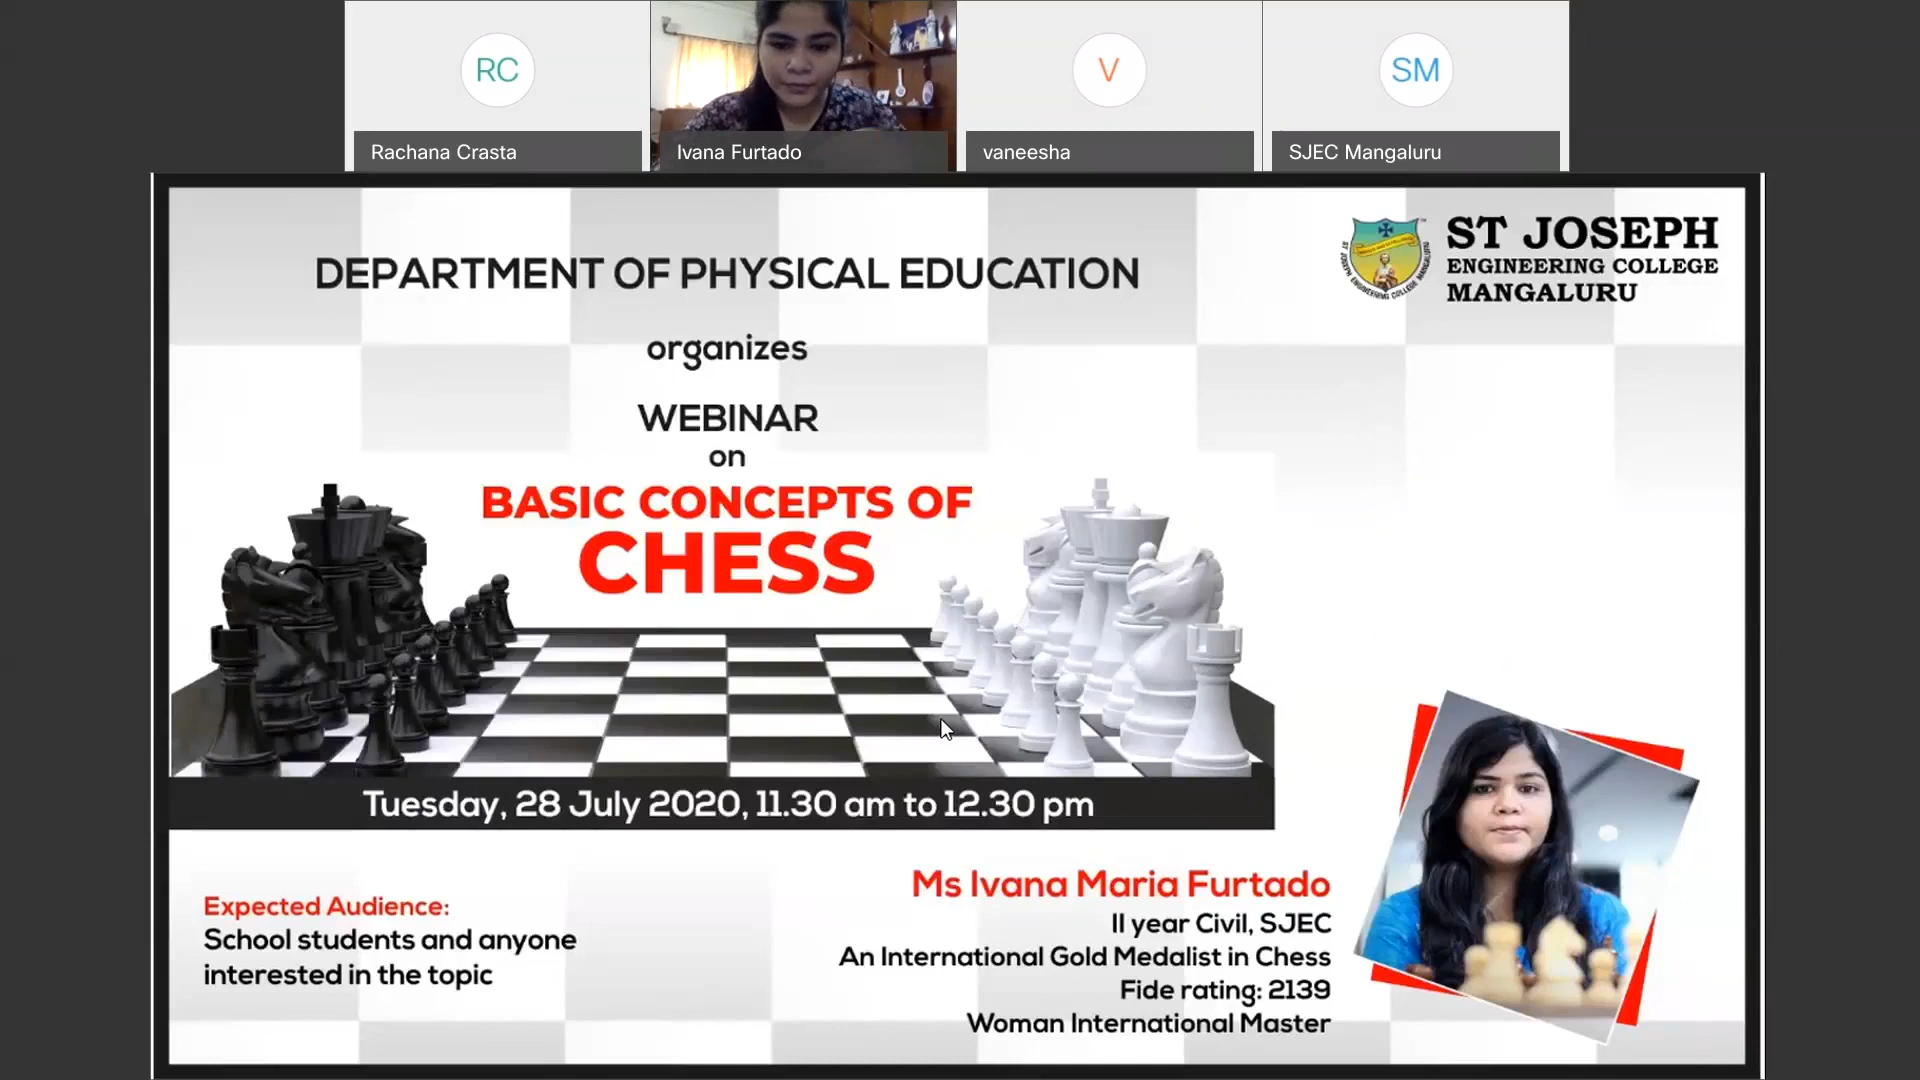 RC
V
SM
Rachana Crasta
Ivana Furtado
vaneesha
SJEC Mangaluru
ST JOSEPH
ENGINEERING COLLEGE
MANGALURU
DEPARTMENT OF PHYSICAL EDUCATION
organizes
WEBINAR
on
BASIC CONCEPTS OF
CHESS
Tuesday, 28 July 2020, 11.30 am to 12.30 pm
Expected Audience:
School students and anyone
interested in the topic
Ms Ivana Maria Furtado
II year Civil, SJEC
An International Gold Medalist in Chess
Fide rating: 2139
Woman International Master